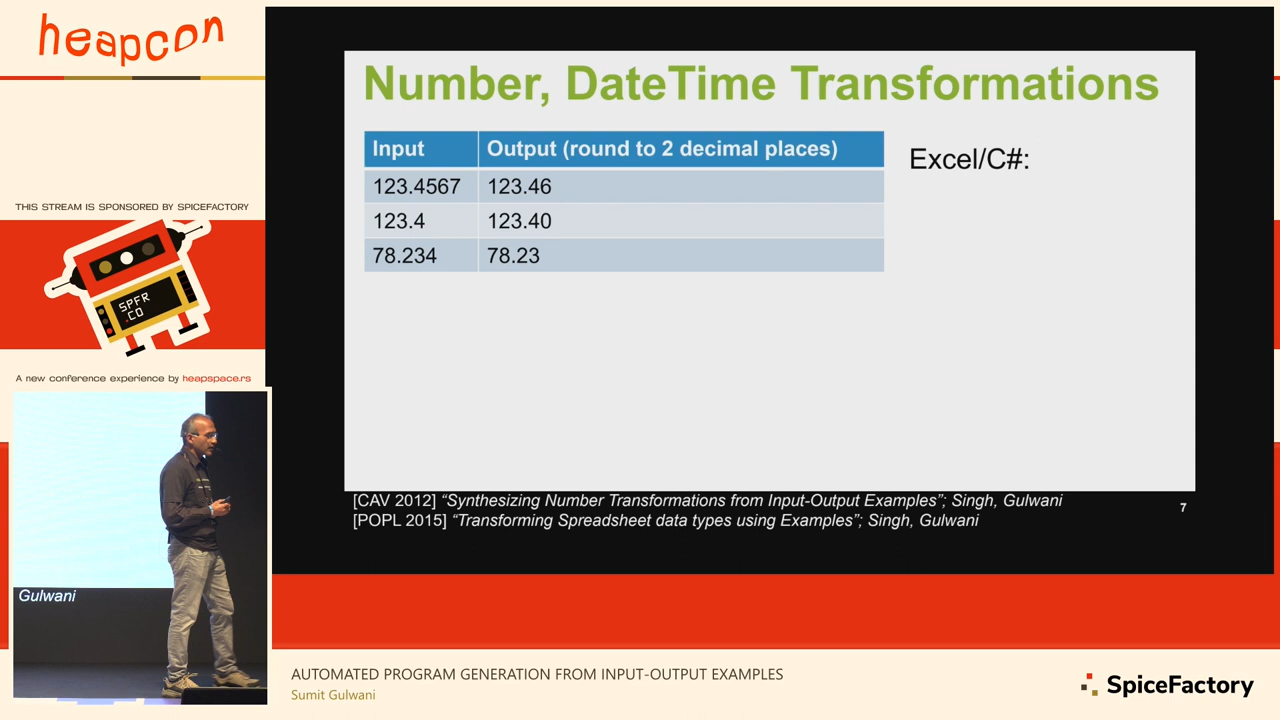 heapcon
THIS STREAM IS SPONSORED BY SPICEFACTORY
SPFR
.CO
A new conference experience by heapspace.rs
Gulwani
Number, DateTime Transformations
Input Output (round to 2 decimal places)
123.4567 123.46
123.4 123.40
78.234 78.23
Excel/C#:
[CAV 2012] “Synthesizing Number Transformations from Input-Output Examples”; Singh, Gulwani
[POPL 2015] “Transforming Spreadsheet data types using Examples”; Singh, Gulwani
7
AUTOMATED PROGRAM GENERATION FROM INPUT-OUTPUT EXAMPLES
Sumit Gulwani
SpiceFactory